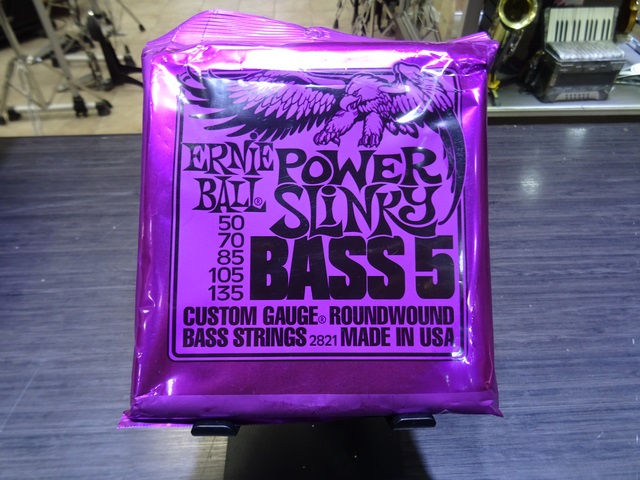 ERNIE BALL®
POWER SLINKY
50
70
85
105
135
BASS 5
CUSTOM GAUGE® ROUNDWOUND
BASS STRINGS 2821 MADE IN USA